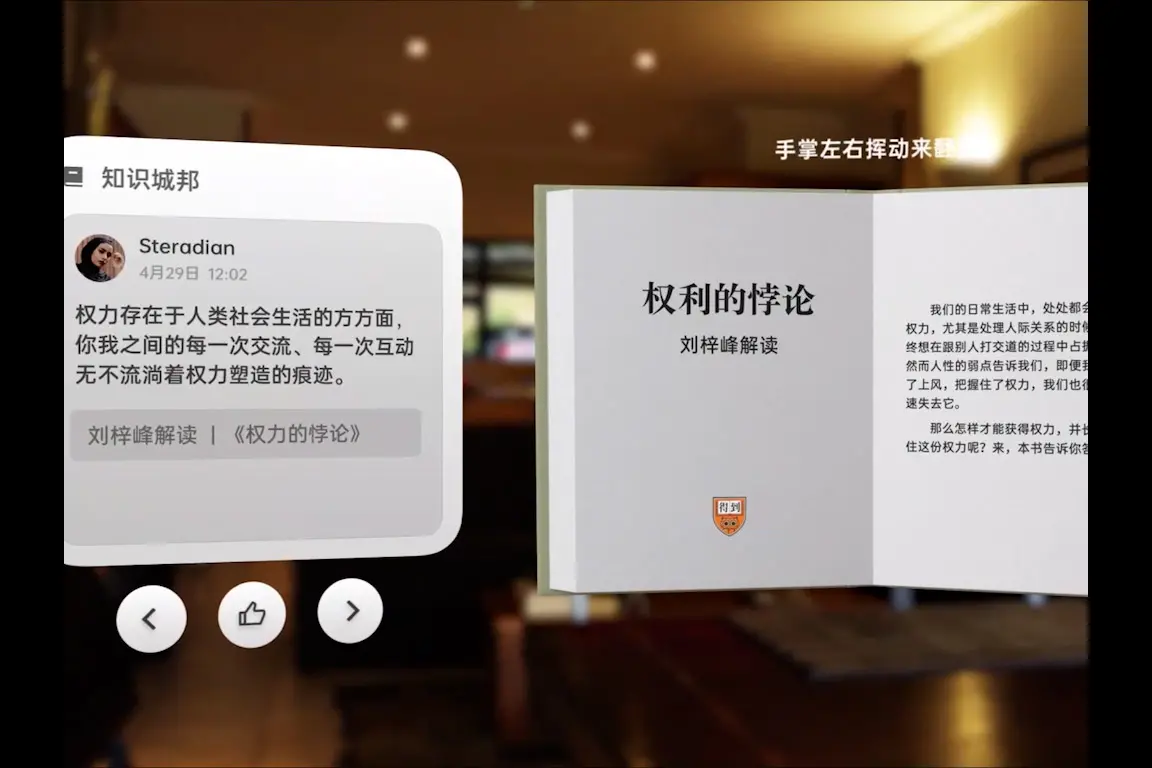 知识城邦
Steradian
4月29日 12:02
权力存在于人类社会生活的方方面，
你我之间的每一次交流、每一次互动
无不流淌着权力塑造的痕迹。
刘梓峰解读 | 《权力的悖论》
手掌左右挥动来翻
权利的悖论
刘梓峰解读
得到
我们的日常生活中，处处都会
权力，尤其是处理人际关系的时候
终想在跟别人打交道的过程中占据
然而人性的弱点告诉我们，即便我
了上风，把握住了权力，我们也很
速失去它。
那么怎样才能获得权力，并长
住这份权力呢？来，本书告诉你答